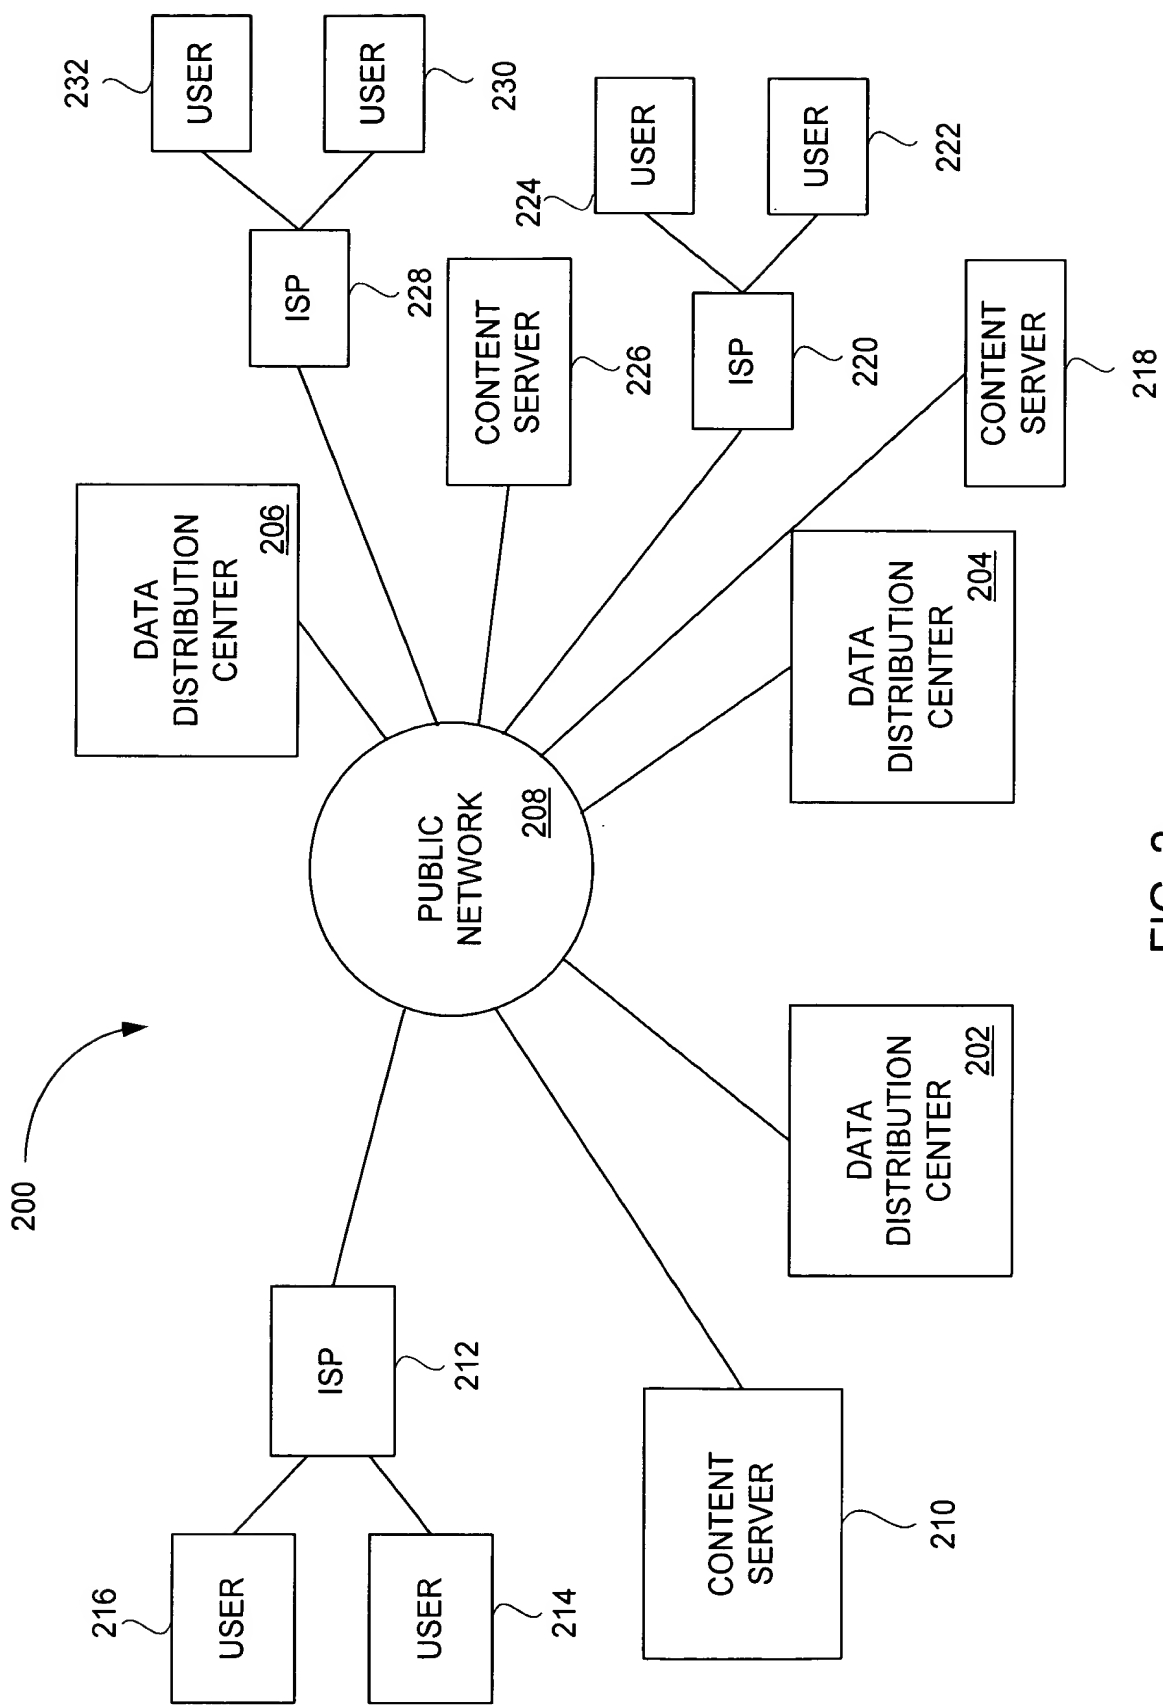 200
216
USER
USER
214
ISP
212
CONTENT
SERVER
210
PUBLIC
NETWORK
208
DATA
DISTRIBUTION
CENTER
206
DATA
DISTRIBUTION
CENTER
202
DATA
DISTRIBUTION
CENTER
204
232
USER
USER
230
ISP
228
CONTENT
SERVER
226
224
USER
USER
222
ISP
220
CONTENT
SERVER
218
FIG.